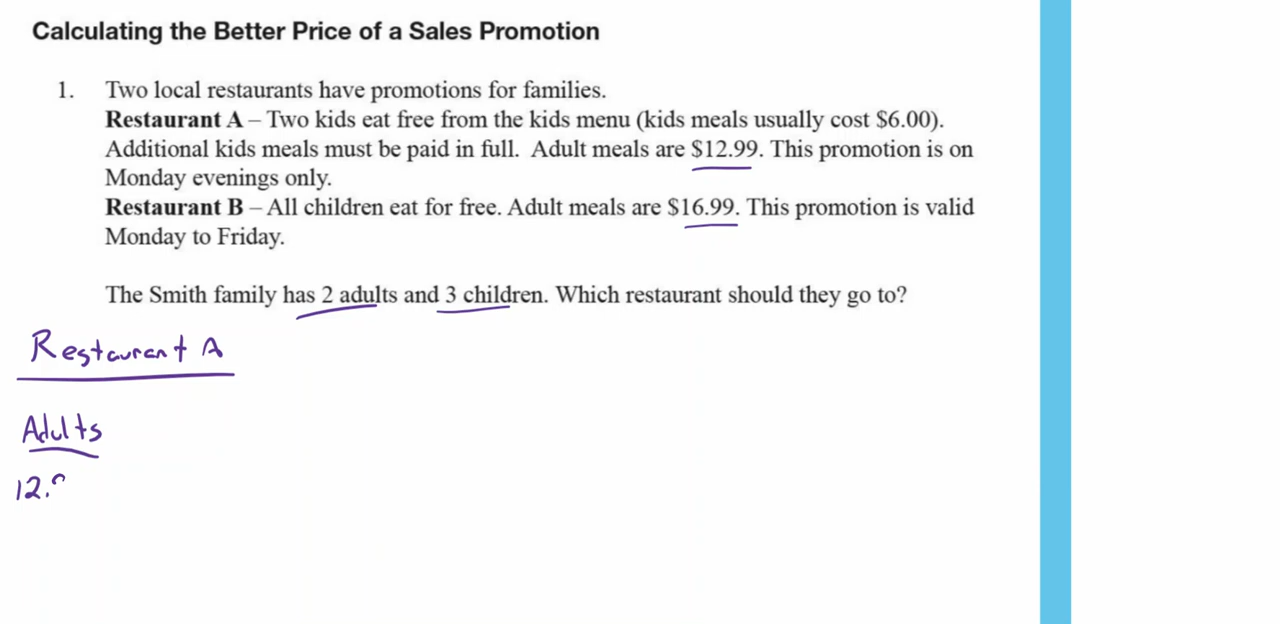 Calculating the Better Price of a Sales Promotion
1. Two local restaurants have promotions for families.
Restaurant A – Two kids eat free from the kids menu (kids meals usually cost $6.00).
Additional kids meals must be paid in full. Adult meals are $12.99. This promotion is on
Monday evenings only.
Restaurant B – All children eat for free. Adult meals are $16.99. This promotion is valid
Monday to Friday.
The Smith family has 2 adults and 3 children. Which restaurant should they go to?
Restaurant A
Adults
12.